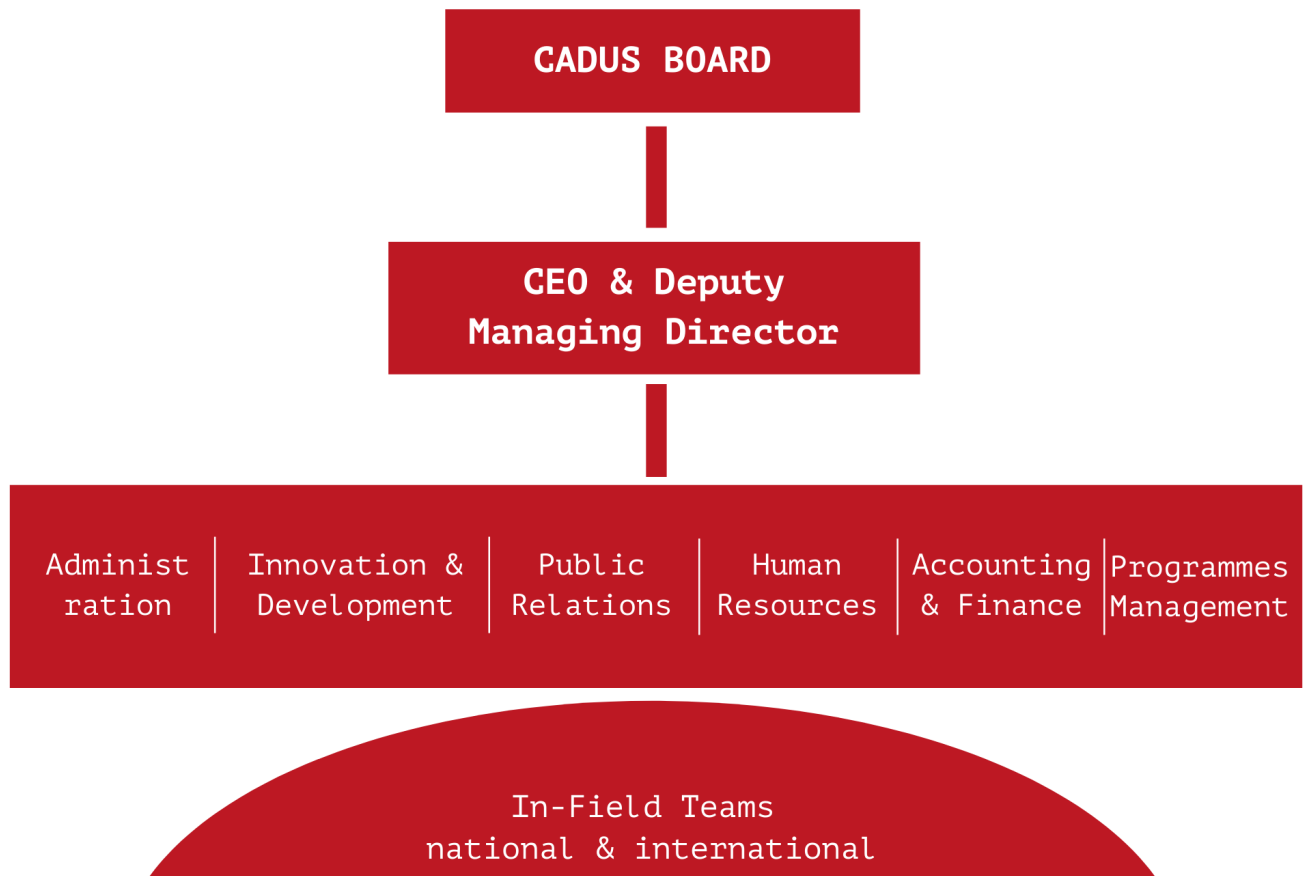 CADUS BOARD
CEO & Deputy
Managing Director
Administ
ration
Innovation &
Development
Public
Relations
Human
Resources
Accounting
& Finance
Programmes
Management
In-Field Teams
national & international